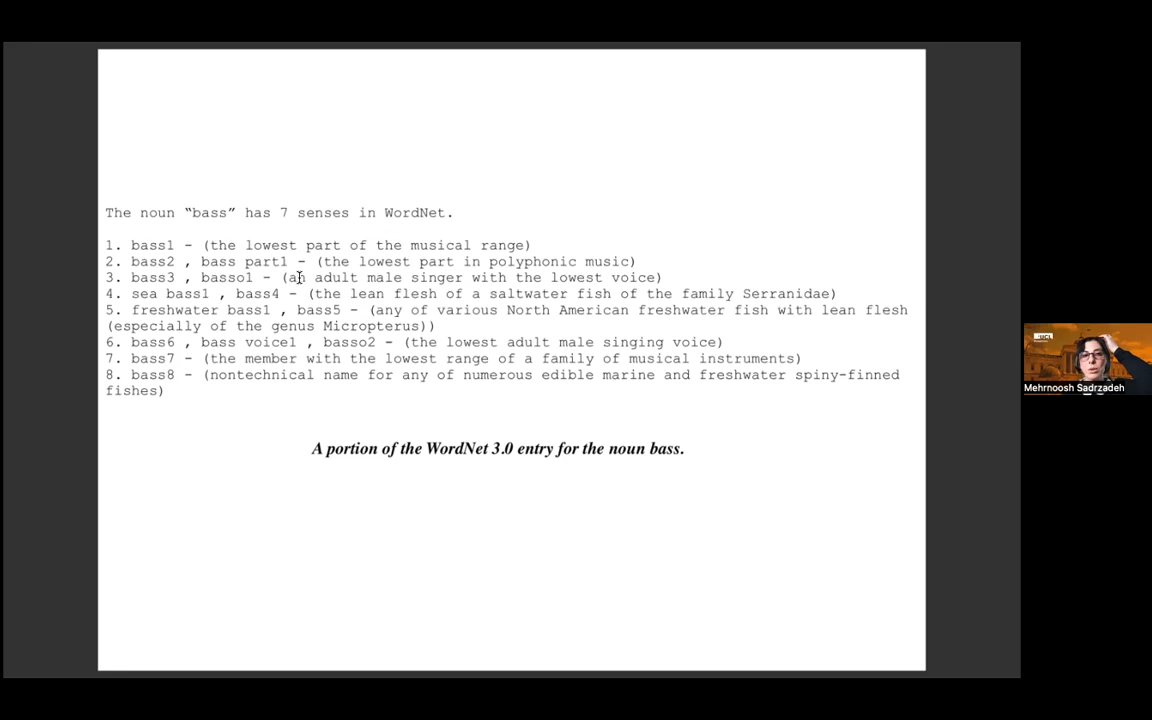 The noun “bass” has 7 senses in WordNet.
1. bass1 - (the lowest part of the musical range)
2. bass2 , bass part1 - (the lowest part in polyphonic music)
3. bass3 , basso1 - (an adult male singer with the lowest voice)
4. sea bass1 , bass4 - (the lean flesh of a saltwater fish of the family Serranidae)
5. freshwater bass1 , bass5 - (any of various North American freshwater fish with lean flesh
(especially of the genus Micropterus))
6. bass6 , bass voice1 , basso2 - (the lowest adult male singing voice)
7. bass7 - (the member with the lowest range of a family of musical instruments)
8. bass8 - (nontechnical name for any of numerous edible marine and freshwater spiny-finned
fishes)
A portion of the WordNet 3.0 entry for the noun bass.
UCL
Mehrnoosh Sadrzadeh